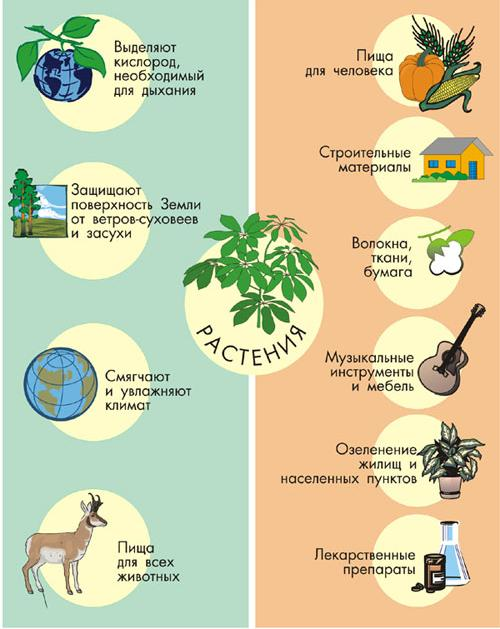 Выделяют
кислород,
необходимый
для дыхания
Защищают
поверхность Земли
от ветров-суховеев
и засухи
Смягчают
и увлажняют
климат
Пища
для всех
животных
РАСТЕНИЯ
Пища
для человека
Строительные
материалы
Волокна,
ткани,
бумага
Музыкальные
инструменты
и мебель
Озеленение
жилищ и
населенных пунктов
Лекарственные
препараты